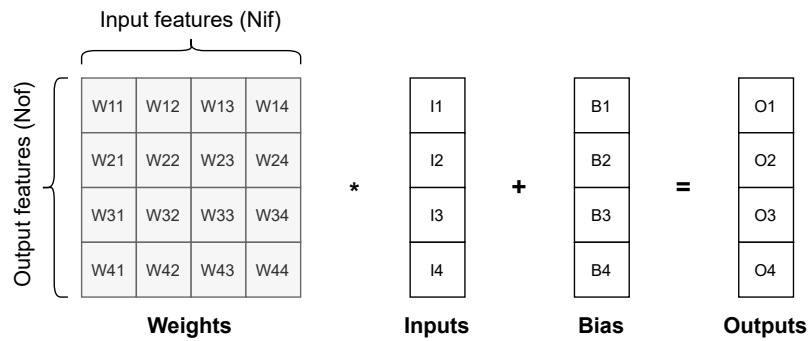 Input features (Nif)
Output features (Nof)
W11 W12 W13 W14 I1 B1 O1
W21 W22 W23 W24 I2 B2 O2
* + =
W31 W32 W33 W34 I3 B3 O3
W41 W42 W43 W44 I4 B4 O4
Weights Inputs Bias Outputs